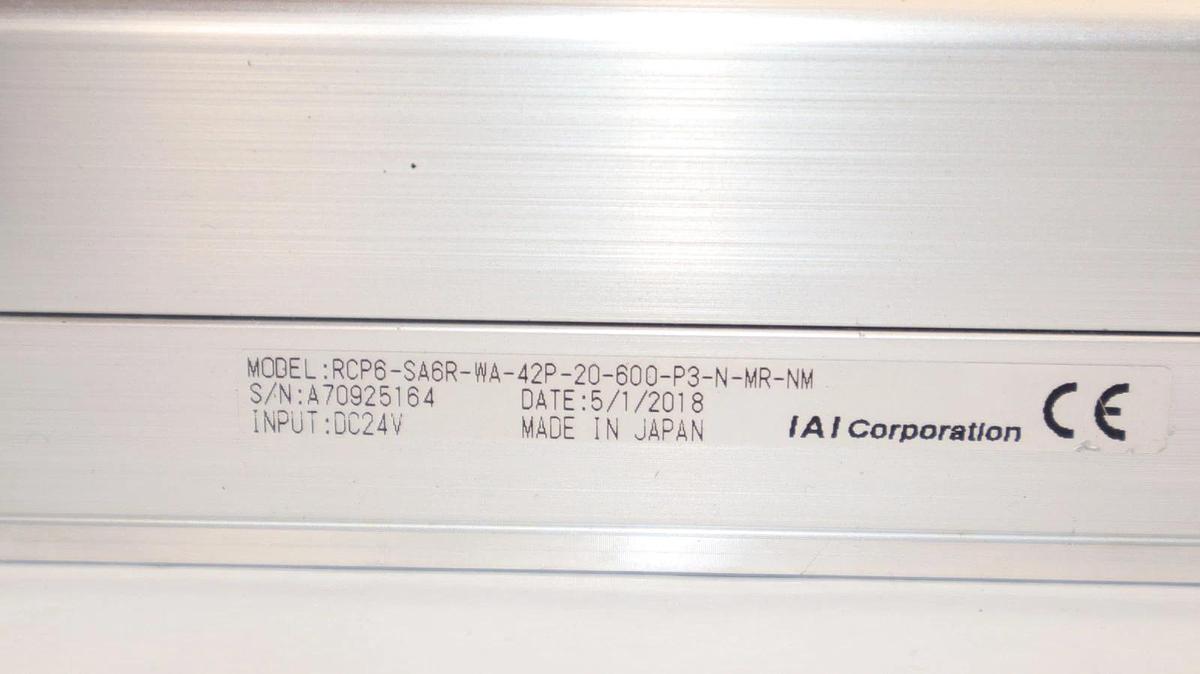 MODEL:RCP6-SA6R-WA-42P-20-600-P3-N-MR-NM
S/N:A70925164 DATE:5/1/2018
INPUT:DC24V MADE IN JAPAN
IAI Corporation CE